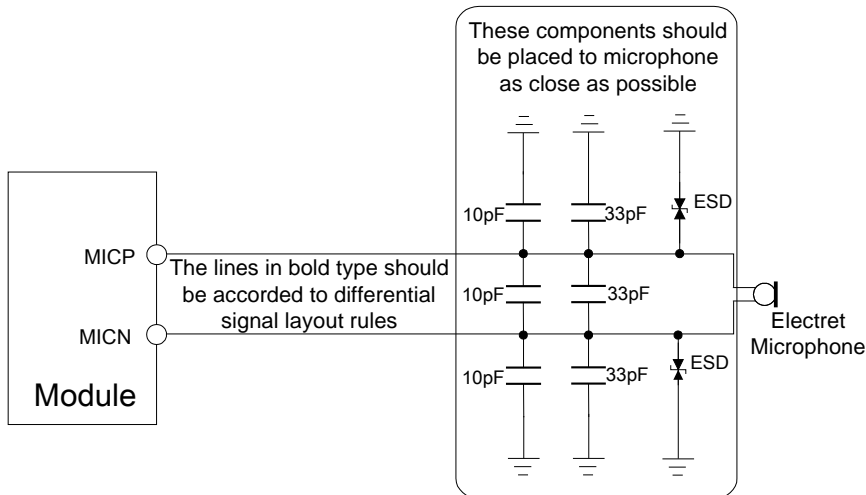 These components should
be placed to microphone
as close as possible
10pF
33pF
ESD
MICP
The lines in bold type should
be accorded to differential
signal layout rules
10pF
33pF
MICN
Electret
Microphone
10pF
33pF
ESD
Module